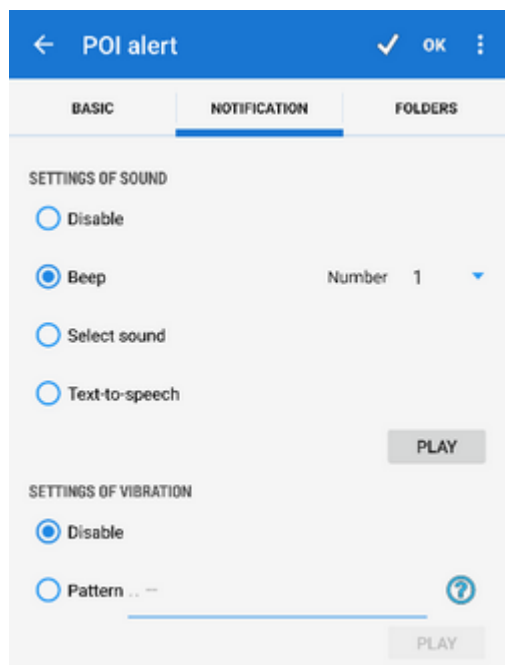 POI alert OK
BASIC NOTIFICATION FOLDERS
SETTINGS OF SOUND
Disable
Beep Number 1
Select sound
Text-to-speech
PLAY
SETTINGS OF VIBRATION
Disable
Pattern .. –
PLAY